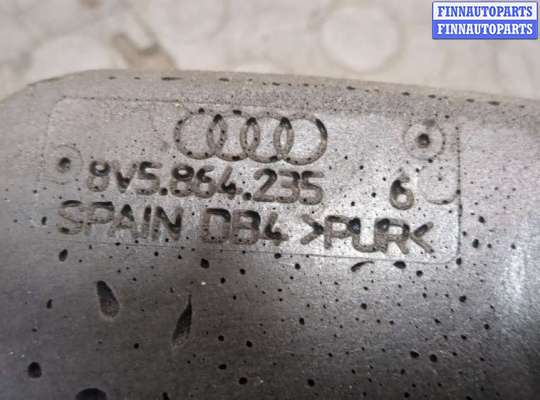 FINNAUTOPARTS
FINNAUTOPARTS
8V5.864.235 6
SPAIN DB4 >PUR<